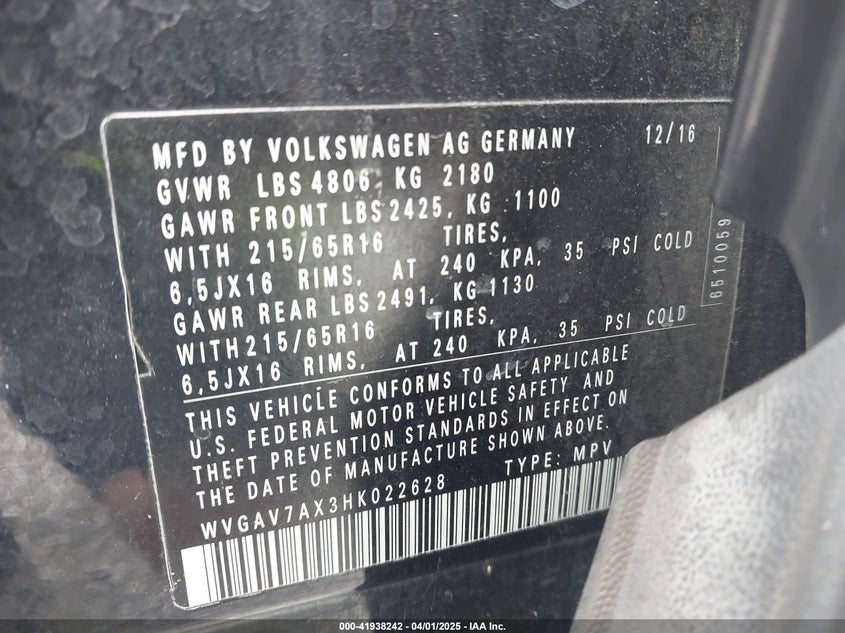 MFD BY VOLKSWAGEN AG GERMANY 12/16
GVWR LBS 4806, KG 2180
GAWR FRONT LBS 2425, KG 1100
WITH 215/65R16 TIRES,
6,5JX16 RIMS, AT 240 KPA, 35 PSI COLD
GAWR REAR LBS 2491, KG 1130
WITH 215/65R16 TIRES,
6,5JX16 RIMS, AT 240 KPA, 35 PSI COLD
THIS VEHICLE CONFORMS TO ALL APPLICABLE
U.S. FEDERAL MOTOR VEHICLE SAFETY AND
THEFT PREVENTION STANDARDS IN EFFECT ON
THE DATE OF MANUFACTURE SHOWN ABOVE.
WVGAV7AX3HK022628 TYPE: MPV
6510059
000-41938242 - 04/01/2025 - IAA Inc.